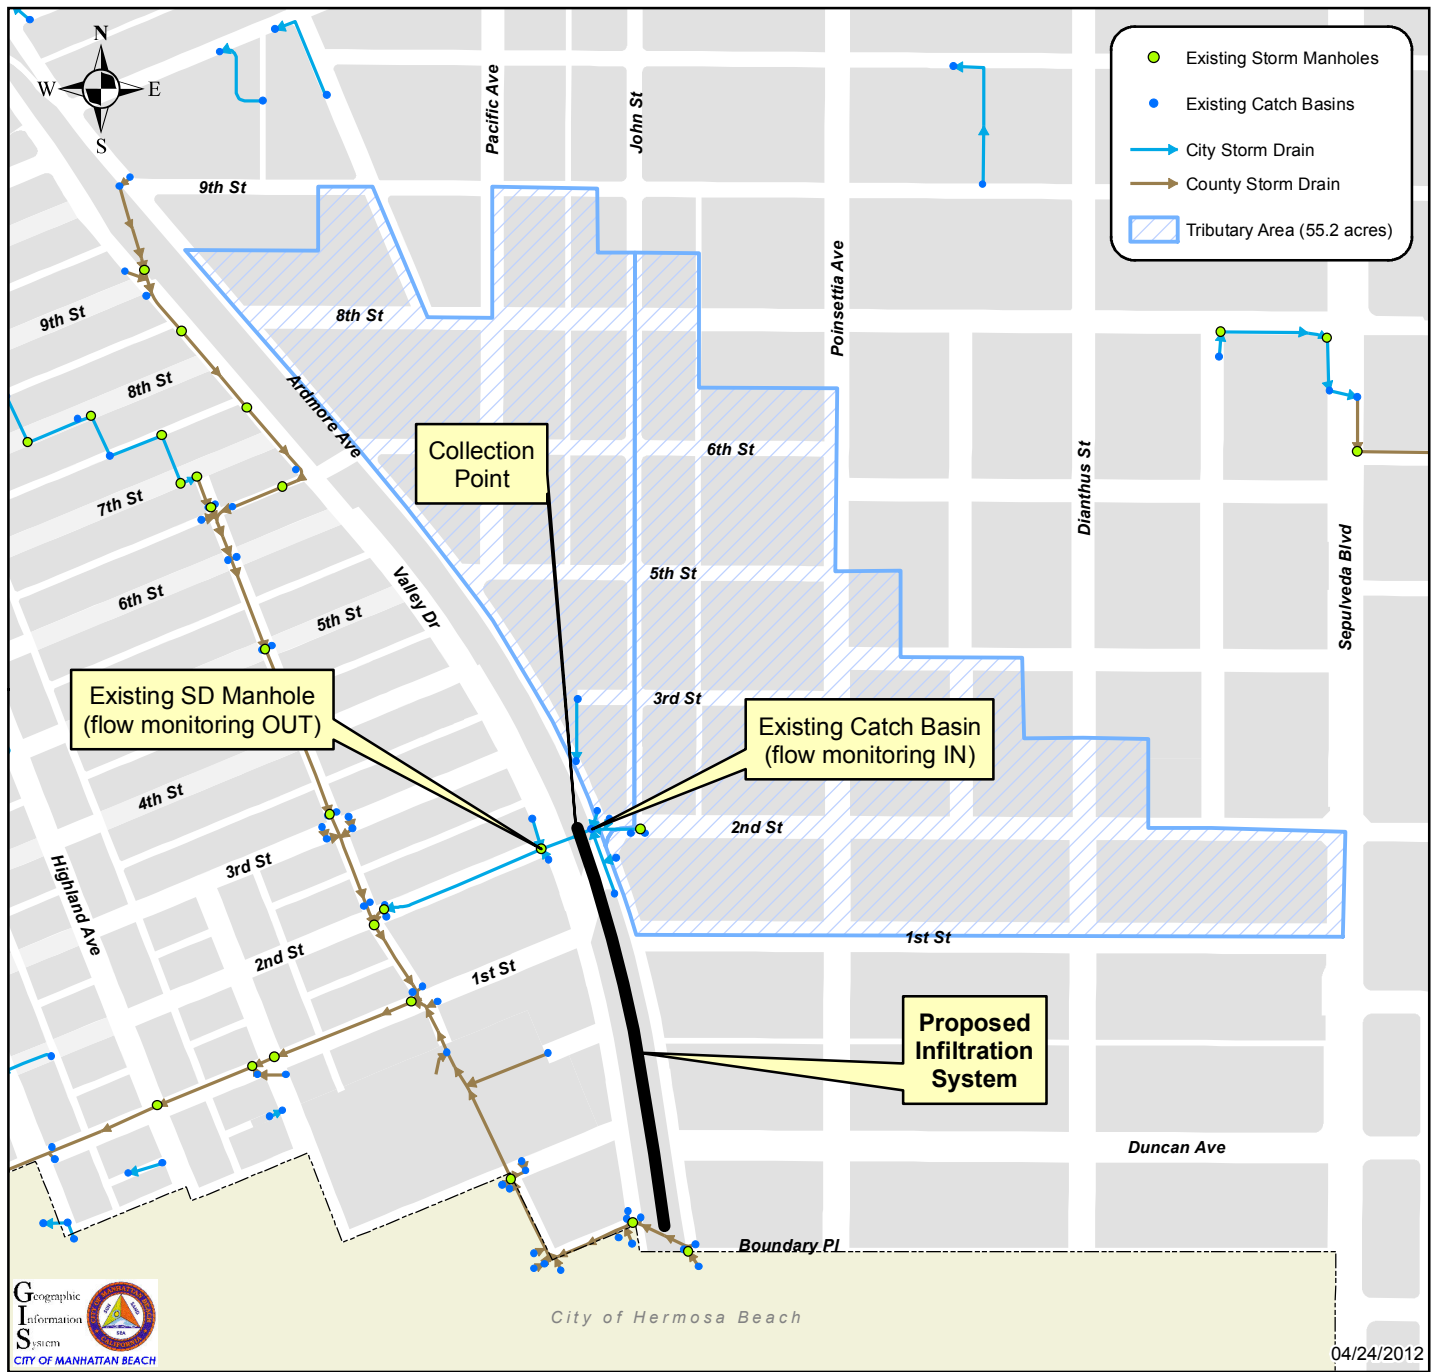 N
W E
S
Existing Storm Manholes
Existing Catch Basins
City Storm Drain
County Storm Drain
Tributary Area (55.2 acres)
Pacific Ave
John St
9th St
Poinsettia Ave
9th St
8th St
8th St
Ardmore Ave
Collection
Point
6th St
Dianthus St
7th St
Sepulveda Blvd
5th St
Valley Dr
6th St
5th St
Existing SD Manhole
(flow monitoring OUT)
3rd St
Existing Catch Basin
(flow monitoring IN)
4th St
2nd St
3rd St
Highland Ave
2nd St
1st St
1st St
Proposed
Infiltration
System
Duncan Ave
Boundary Pl
City of Hermosa Beach
Geographic
Information
System
CITY OF MANHATTAN BEACH
04/24/2012